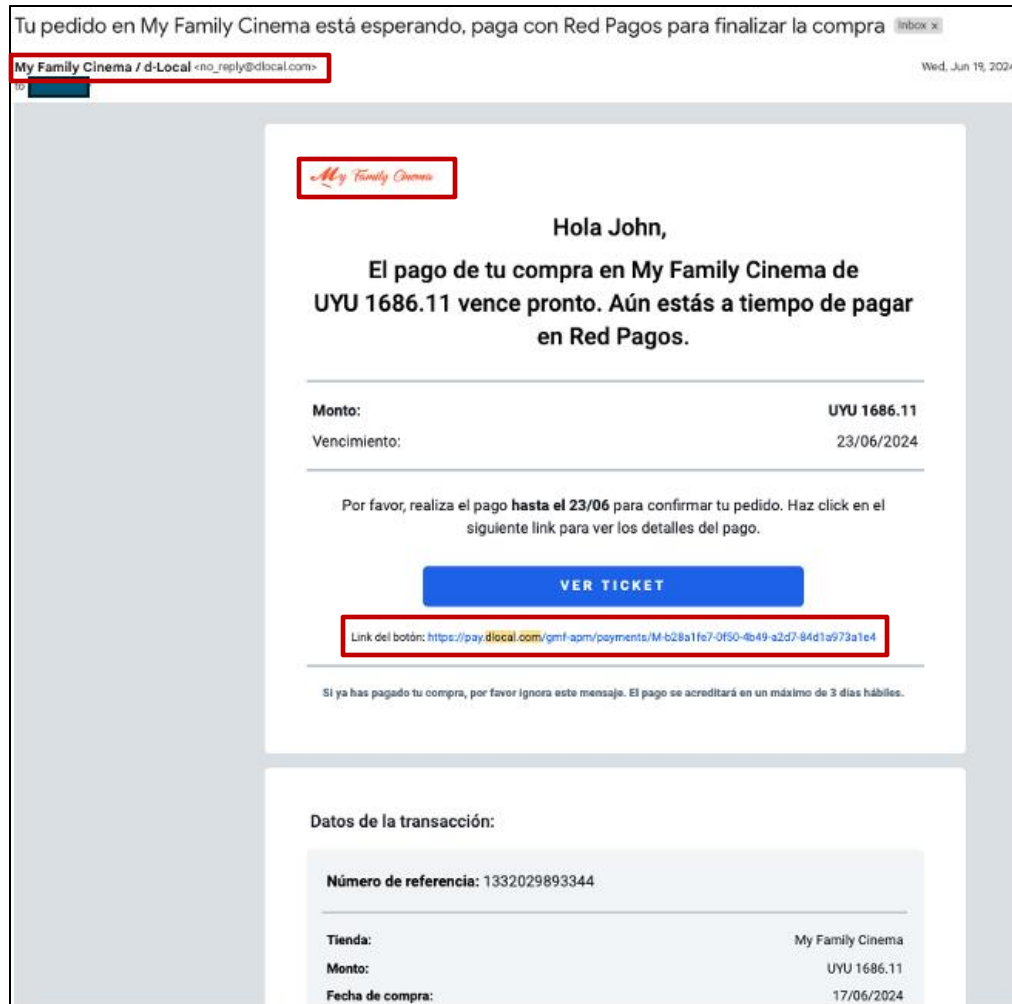 Tu pedido en My Family Cinema está esperando, paga con Red Pagos para finalizar la compra Inbox x
My Family Cinema / d-Local <no_reply@dlocal.com> Wed, Jun 19, 2024
to
My Family Cinema
Hola John,
El pago de tu compra en My Family Cinema de
UYU 1686.11 vence pronto. Aún estás a tiempo de pagar
en Red Pagos.
Monto: UYU 1686.11
Vencimiento: 23/06/2024
Por favor, realiza el pago hasta el 23/06 para confirmar tu pedido. Haz click en el
siguiente link para ver los detalles del pago.
VER TICKET
Link del botón: https://pay.dlocal.com/gmf-apm/payments/M-b28a1fe7-0f50-4b49-a2d7-84d1a973a1e4
Si ya has pagado tu compra, por favor ignora este mensaje. El pago se acreditará en un máximo de 3 días hábiles.
Datos de la transacción:
Número de referencia: 1332029893344
Tienda: My Family Cinema
Monto: UYU 1686.11
Fecha de compra: 17/06/2024